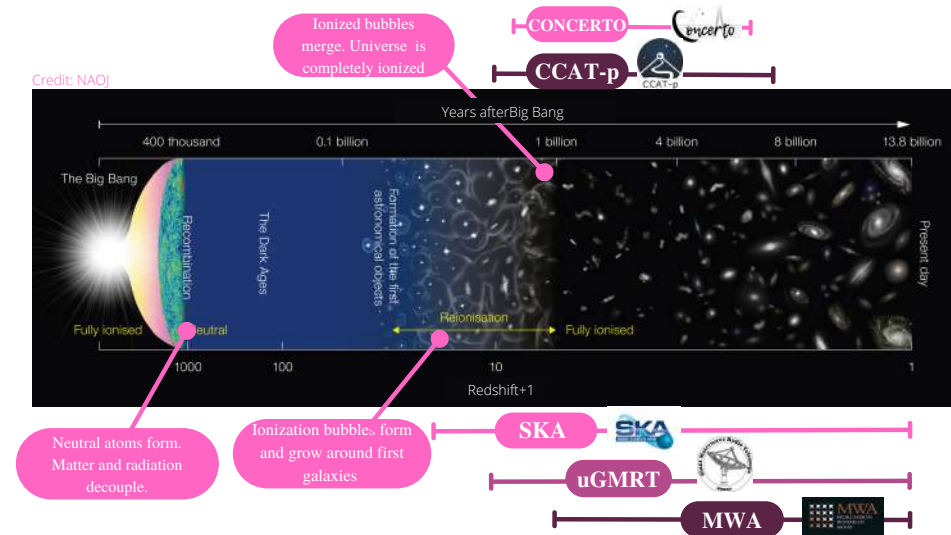 Ionized bubbles
merge. Universe is
completely ionized
CONCERTO
Concerto
CCAT-p
CCAT-p
Credit: NAOJ
Years afterBig Bang
400 thousand
0.1 billion
1 billion
4 billion
8 billion
13.8 billion
The Big Bang
Recombination
The Dark Ages
Formation of the first
astronomical objects
Present day
Fully ionised
Neutral
Reionisation
Fully ionised
1000
100
10
1
Redshift+1
Neutral atoms form.
Matter and radiation
decouple.
Ionization bubbles form
and grow around first
galaxies
SKA
SKA
uGMRT
MWA
MWA